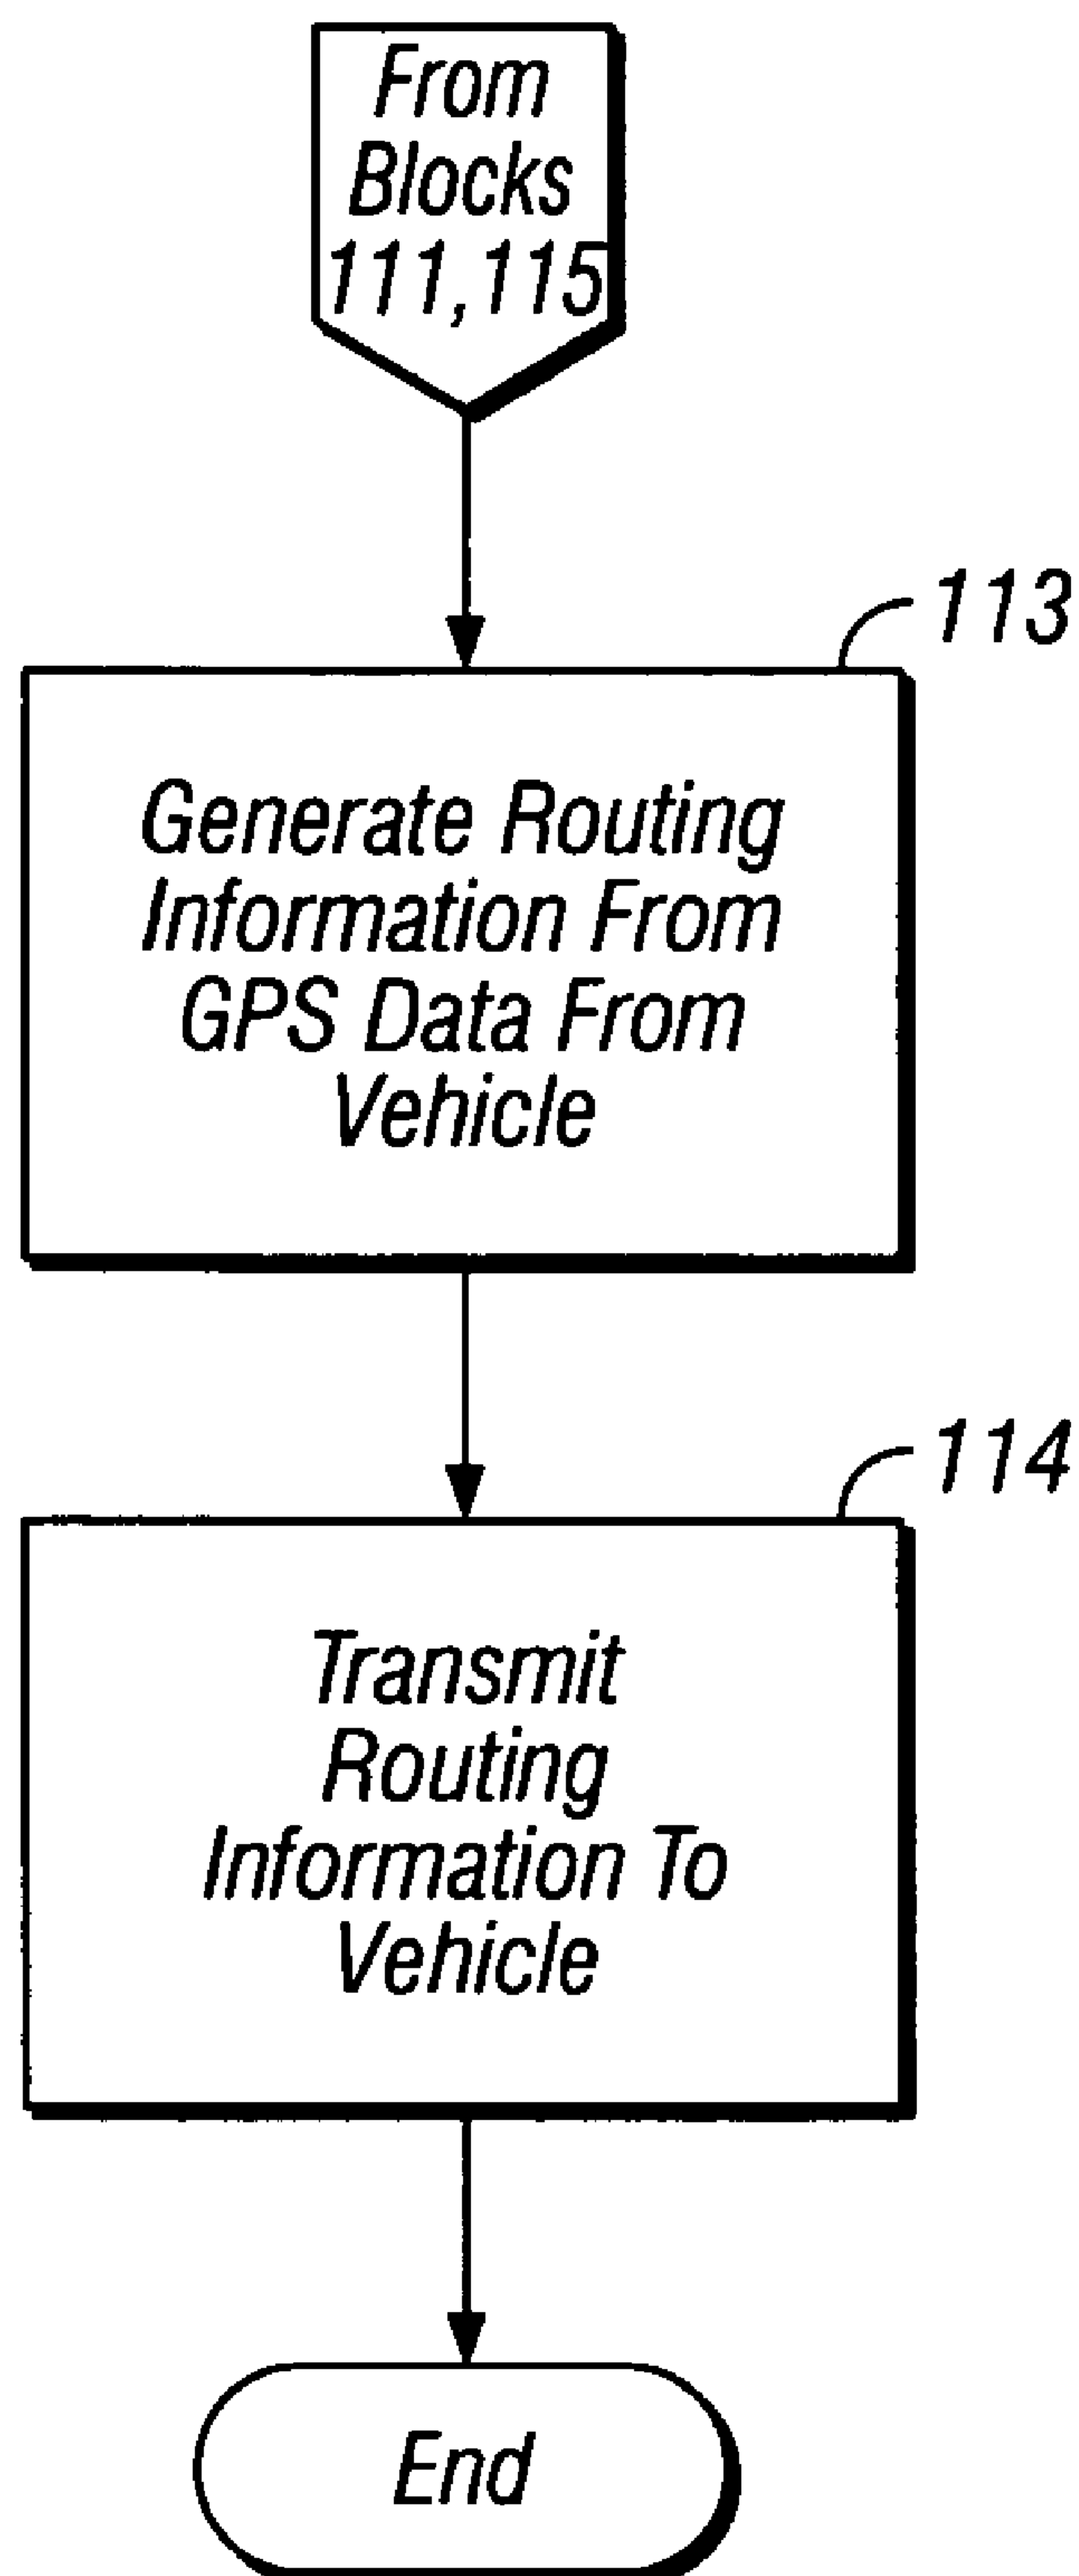 From
Blocks
111,115
113
Generate Routing
Information From
GPS Data From
Vehicle
114
Transmit
Routing
Information To
Vehicle
End